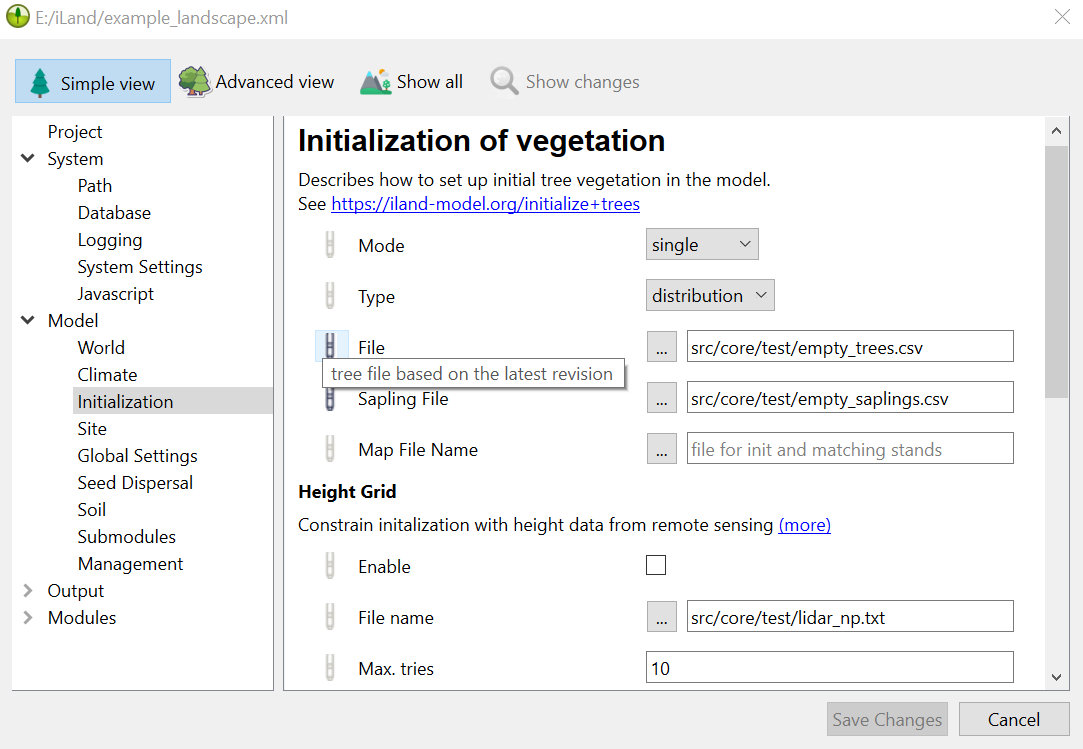 E:/iLand/example_landscape.xml
Simple view Advanced view Show all Show changes
Project
System
Path
Database
Logging
System Settings
Javascript
Model
World
Climate
Initialization
Site
Global Settings
Seed Dispersal
Soil
Submodules
Management
Output
Modules
Initialization of vegetation
Describes how to set up initial tree vegetation in the model.
See https://iland-model.org/initialize+trees
Mode single
Type distribution
File ... src/core/test/empty_trees.csv
tree file based on the latest revision
Sapling File ... src/core/test/empty_saplings.csv
Map File Name ... file for init and matching stands
Height Grid
Constrain initalization with height data from remote sensing (more)
Enable
File name ... src/core/test/lidar_np.txt
Max. tries 10
Save Changes Cancel